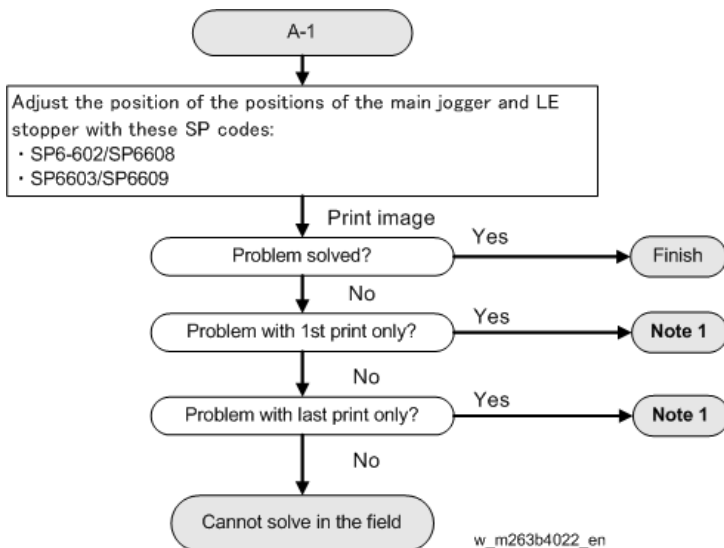 A-1
Adjust the position of the positions of the main jogger and LE
stopper with these SP codes:
・SP6-602/SP6608
・SP6603/SP6609
Print image
Problem solved?
Yes
Finish
No
Problem with 1st print only?
Yes
Note 1
No
Problem with last print only?
Yes
Note 1
No
Cannot solve in the field
w_m263b4022_en